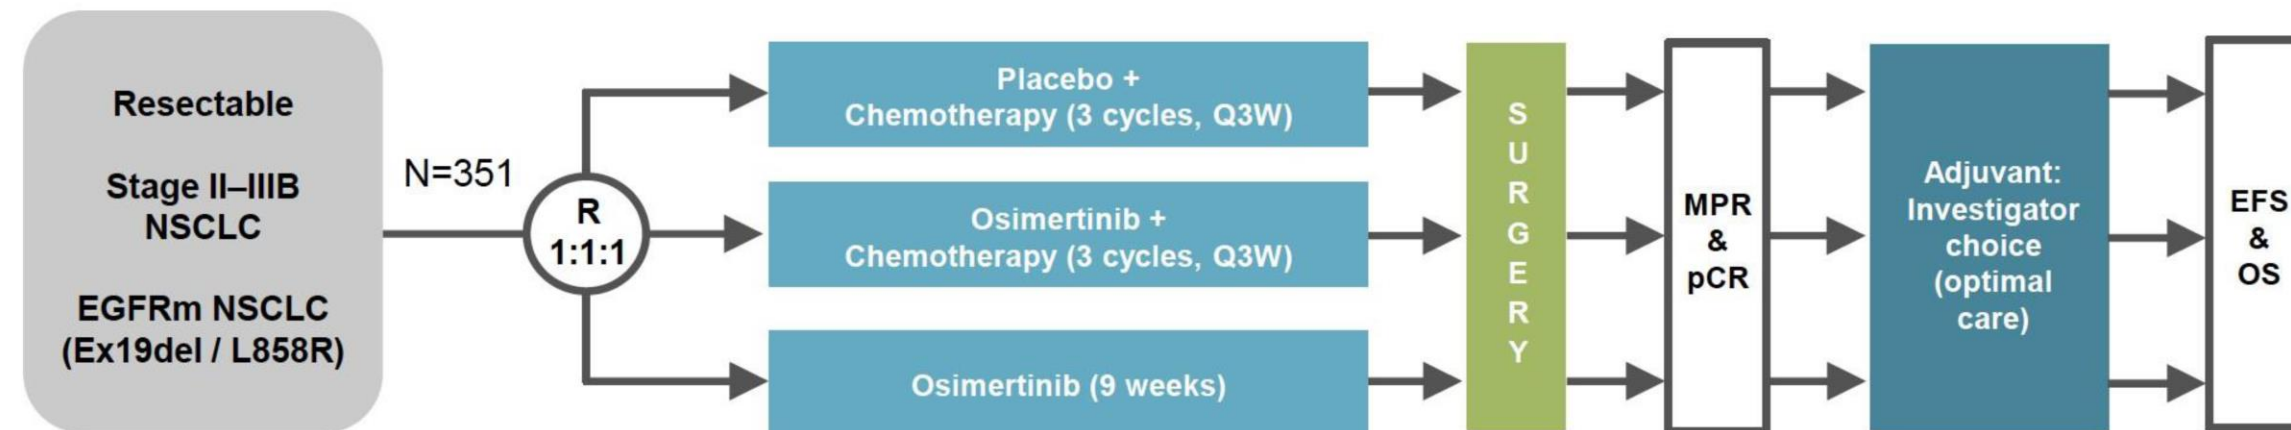 Resectable
Stage II–IIIB
NSCLC
EGFRm NSCLC
(Ex19del / L858R)
N=351
R
1:1:1
Placebo +
Chemotherapy (3 cycles, Q3W)
Osimertinib +
Chemotherapy (3 cycles, Q3W)
Osimertinib (9 weeks)
S
U
R
G
E
R
Y
MPR
&
pCR
Adjuvant:
Investigator
choice
(optimal
care)
EFS
&
OS